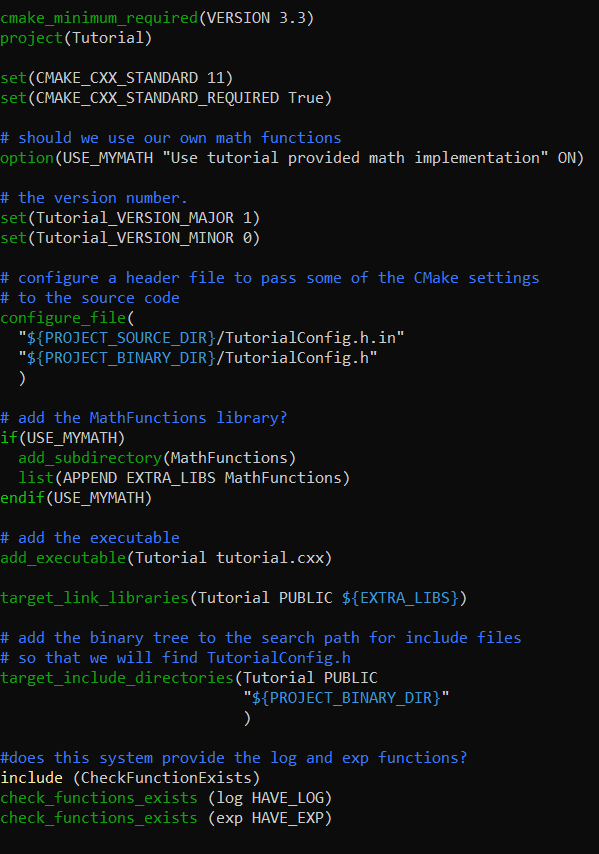 cmake_minimum_required(VERSION 3.3)
project(Tutorial)
set(CMAKE_CXX_STANDARD 11)
set(CMAKE_CXX_STANDARD_REQUIRED True)
# should we use our own math functions
option(USE_MYMATH "Use tutorial provided math implementation" ON)
# the version number.
set(Tutorial_VERSION_MAJOR 1)
set(Tutorial_VERSION_MINOR 0)
# configure a header file to pass some of the CMake settings
# to the source code
configure_file(
  "${PROJECT_SOURCE_DIR}/TutorialConfig.h.in"
  "${PROJECT_BINARY_DIR}/TutorialConfig.h"
  )
# add the MathFunctions library?
if(USE_MYMATH)
  add_subdirectory(MathFunctions)
  list(APPEND EXTRA_LIBS MathFunctions)
endif(USE_MYMATH)
# add the executable
add_executable(Tutorial tutorial.cxx)
target_link_libraries(Tutorial PUBLIC ${EXTRA_LIBS})
# add the binary tree to the search path for include files
# so that we will find TutorialConfig.h
target_include_directories(Tutorial PUBLIC
                           "${PROJECT_BINARY_DIR}"
                           )
#does this system provide the log and exp functions?
include (CheckFunctionExists)
check_functions_exists (log HAVE_LOG)
check_functions_exists (exp HAVE_EXP)